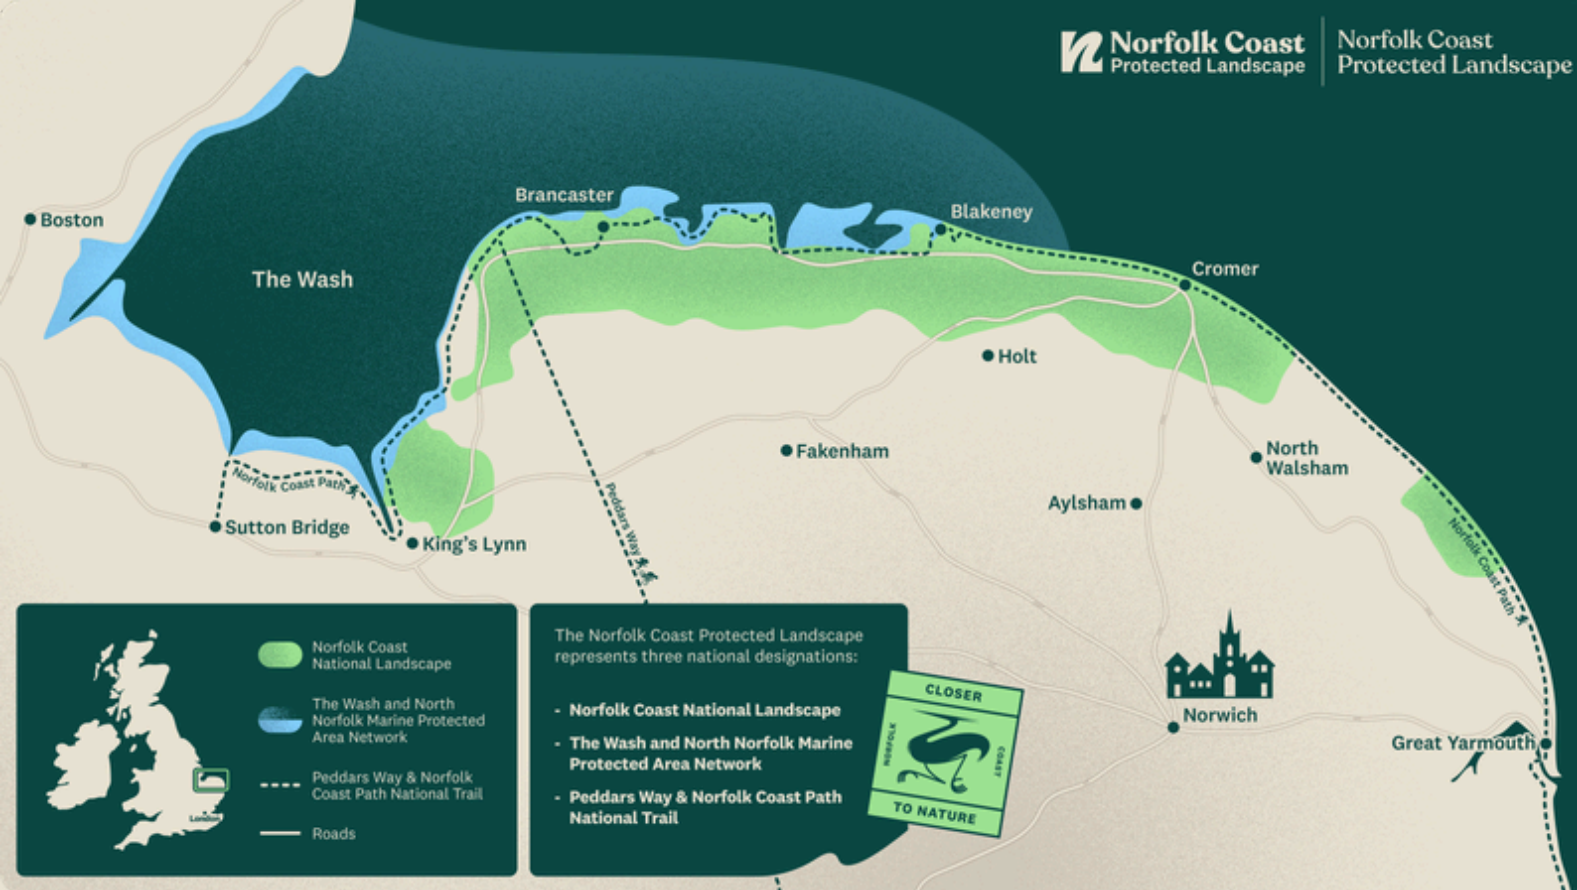 Norfolk Coast
Protected Landscape
Norfolk Coast
Protected Landscape
Brancaster
Blakeney
Boston
The Wash
Cromer
Holt
Fakenham
North
Walsham
Aylsham
Norfolk Coast Path
Sutton Bridge
King's Lynn
Peddars Way
Norfolk Coast Path
Norwich
Great Yarmouth
London
Norfolk Coast
National Landscape
The Wash and North
Norfolk Marine Protected
Area Network
Peddars Way & Norfolk
Coast Path National Trail
Roads
The Norfolk Coast Protected Landscape
represents three national designations:
- Norfolk Coast National Landscape
- The Wash and North Norfolk Marine
Protected Area Network
- Peddars Way & Norfolk Coast Path
National Trail
CLOSER
NORFOLK
COAST
TO NATURE